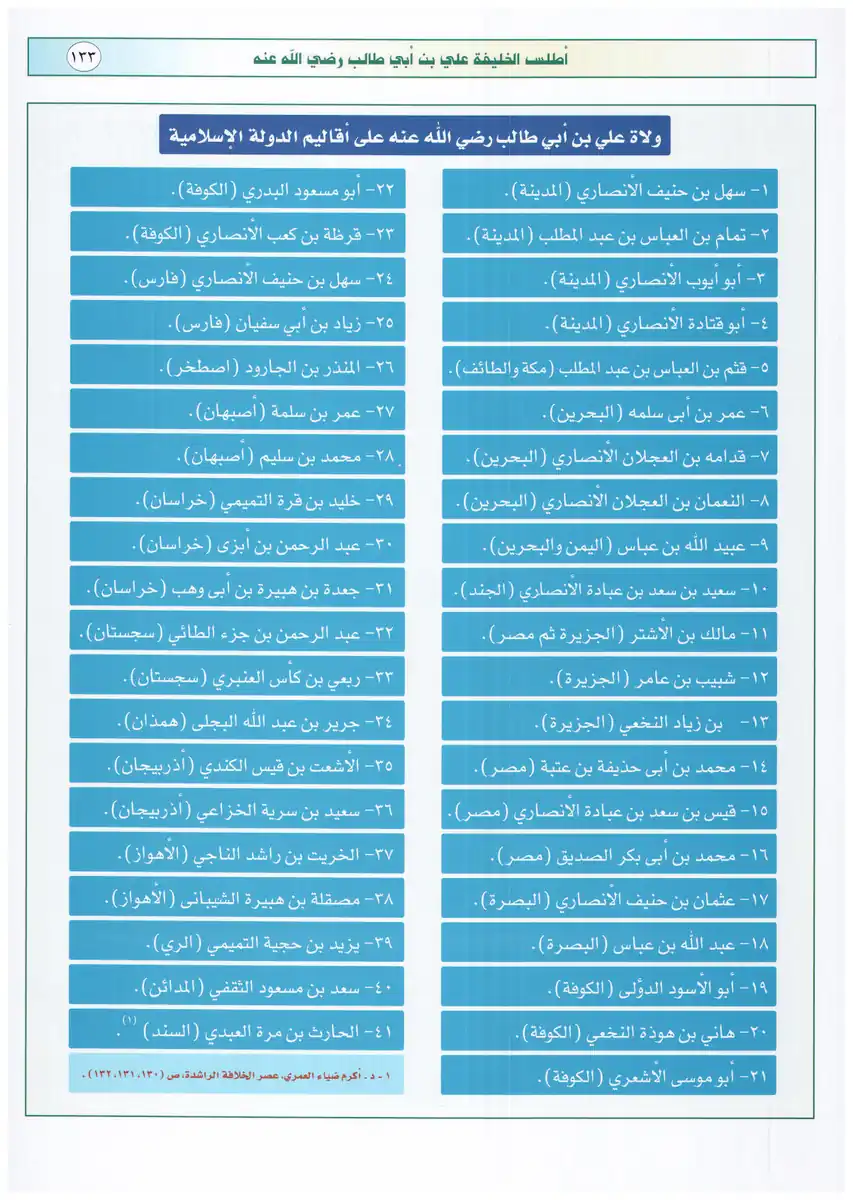 أطلس الخليفة علي بن أبي طالب رضي الله عنه
١٣٣
ولاة علي بن أبي طالب رضي الله عنه على أقاليم الدولة الإسلامية
١- سهل بن حنيف الأنصاري (المدينة).
٢- تمام بن العباس بن عبد المطلب (المدينة).
٣- أبو أيوب الأنصاري (المدينة).
٤- أبو قتادة الأنصاري (المدينة).
٥- قثم بن العباس بن عبد المطلب (مكة والطائف).
٦- عمر بن أبى سلمه (البحرين).
٧- قدامه بن العجلان الأنصاري (البحرين).
٨- النعمان بن العجلان الأنصاري (البحرين).
٩- عبيد الله بن عباس (اليمن والبحرين).
١٠- سعيد بن سعد بن عبادة الأنصاري (الجند).
١١- مالك بن الأشتر (الجزيرة ثم مصر).
١٢- شبيب بن عامر (الجزيرة).
١٣- بن زياد النخعي (الجزيرة).
١٤- محمد بن أبى حذيفة بن عتبة (مصر).
١٥- قيس بن سعد بن عبادة الأنصاري (مصر).
١٦- محمد بن أبى بكر الصديق (مصر).
١٧- عثمان بن حنيف الأنصاري (البصرة).
١٨- عبد الله بن عباس (البصرة).
١٩- أبو الأسود الدؤلى (الكوفة).
٢٠- هاني بن هوذة النخعي (الكوفة).
٢١- أبو موسى الأشعري (الكوفة).
٢٢- أبو مسعود البدري (الكوفة).
٢٣- قرظة بن كعب الأنصاري (الكوفة).
٢٤- سهل بن حنيف الأنصاري (فارس).
٢٥- زياد بن أبي سفيان (فارس).
٢٦- المنذر بن الجارود (اصطخر).
٢٧- عمر بن سلمة (أصبهان).
٢٨- محمد بن سليم (أصبهان).
٢٩- خليد بن قرة التميمي (خراسان).
٣٠- عبد الرحمن بن أبزى (خراسان).
٣١- جعدة بن هبيرة بن أبى وهب (خراسان).
٣٢- عبد الرحمن بن جزء الطائي (سجستان).
٣٣- ربعي بن كأس العنبري (سجستان).
٣٤- جرير بن عبد الله البجلى (همذان).
٣٥- الأشعت بن قيس الكندي (أذربيجان).
٣٦- سعيد بن سرية الخزاعي (أذربيجان).
٣٧- الخريت بن راشد الناجي (الأهواز).
٣٨- مصقلة بن هبيرة الشيبانى (الأهواز).
٣٩- يزيد بن حجية التميمي (الري).
٤٠- سعد بن مسعود الثقفي (المدائن).
٤١- الحارث بن مرة العبدي (السند) (١).
١ - د. أكرم ضياء العمري، عصر الخلافة الراشدة، ص (١٣٠، ١٣١، ١٣٢).